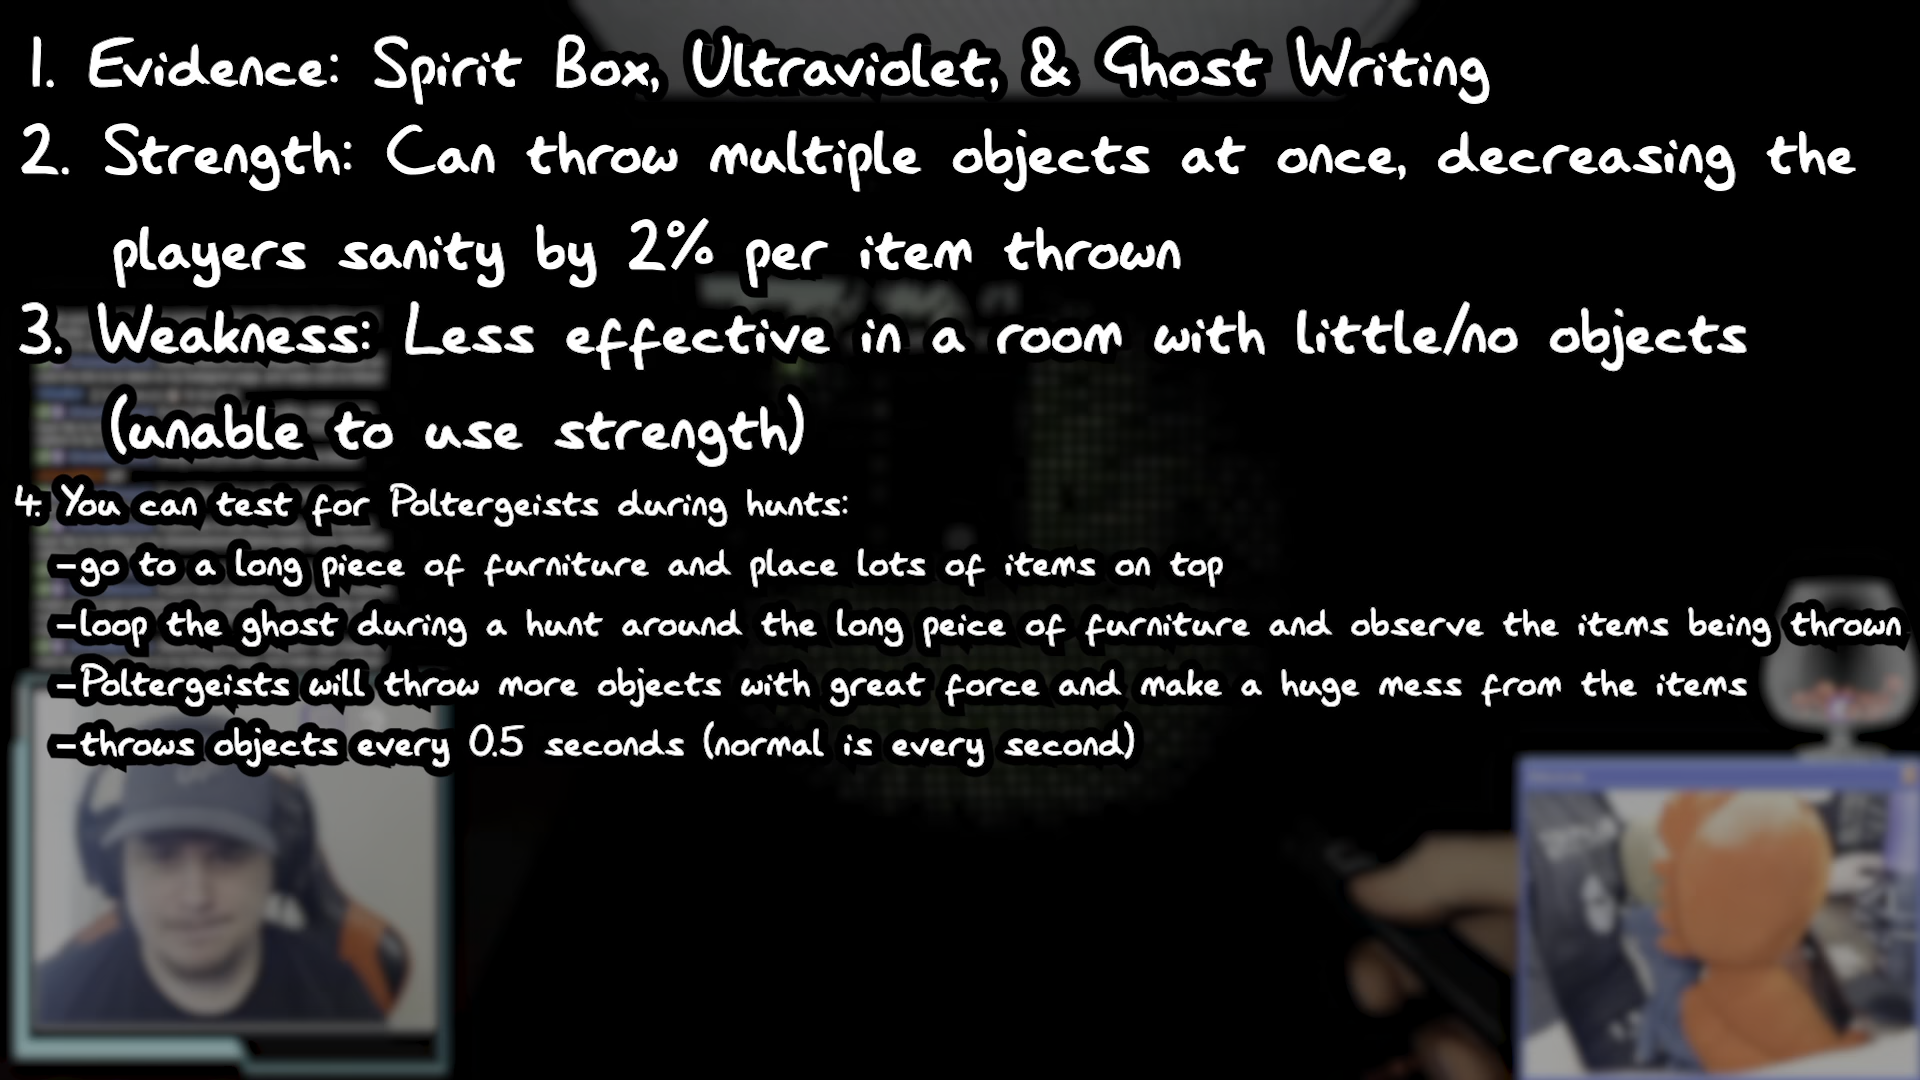 1. Evidence: Spirit Box, Ultraviolet, & Ghost Writing
2. Strength: Can throw multiple objects at once, decreasing the
players sanity by 2% per item thrown
3. Weakness: Less effective in a room with little/no objects
(unable to use strength)
4. You can test for Poltergeists during hunts:
-go to a long piece of furniture and place lots of items on top
-loop the ghost during a hunt around the long peice of furniture and observe the items being thrown
-Poltergeists will throw more objects with great force and make a huge mess from the items
-throws objects every 0.5 seconds (normal is every second)